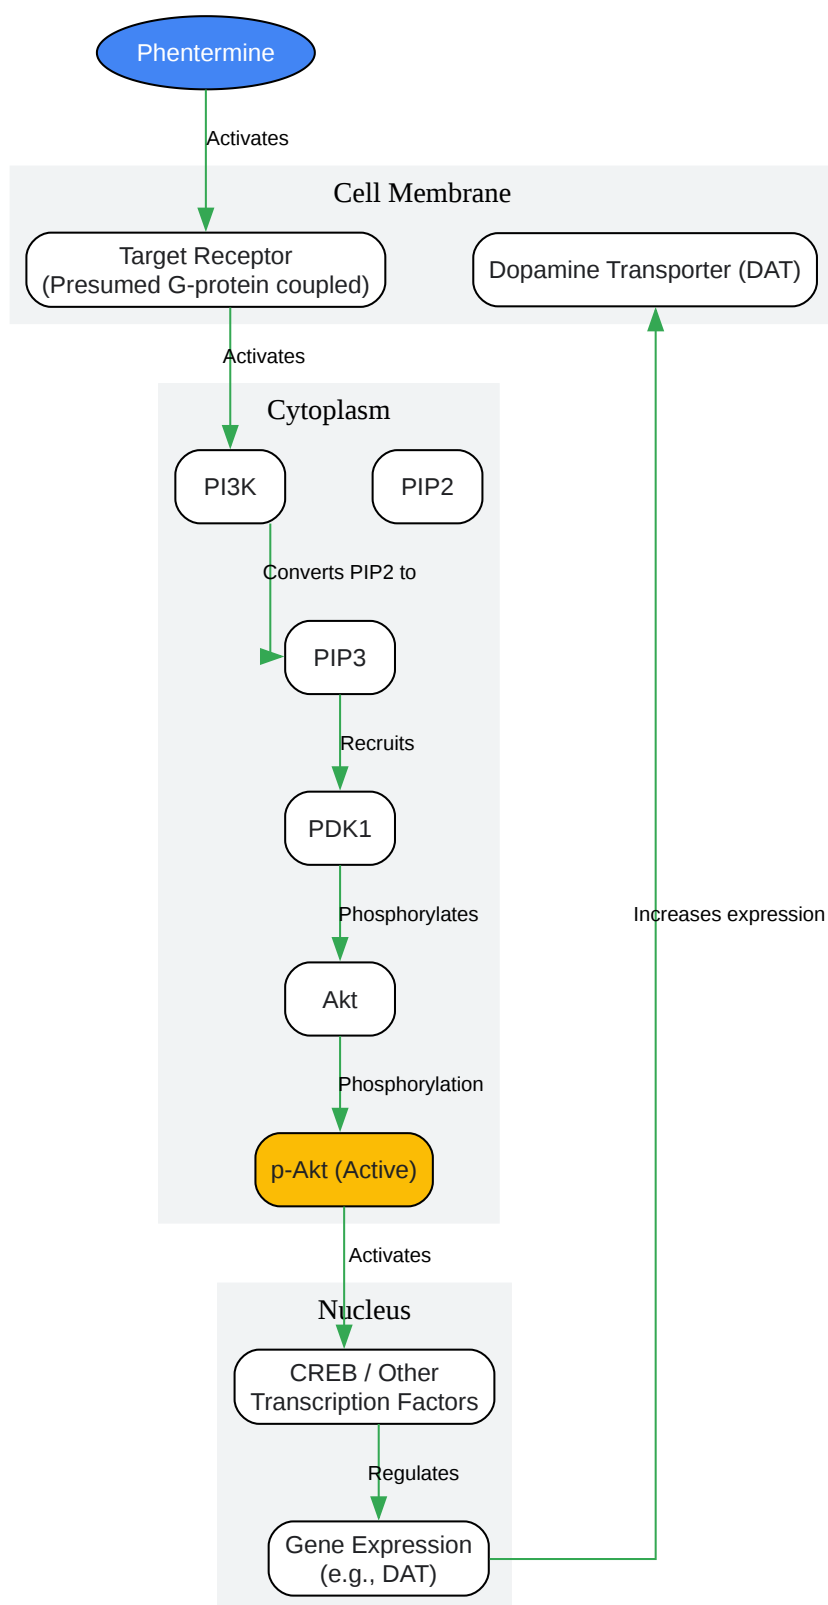 Phentermine
Activates
Cell Membrane
Target Receptor
(Presumed G-protein coupled)
Dopamine Transporter (DAT)
Activates
Cytoplasm
PI3K
PIP2
Converts PIP2 to
PIP3
Recruits
PDK1
Phosphorylates
Increases expression
Akt
Phosphorylation
p-Akt (Active)
Activates
Nucleus
CREB / Other
Transcription Factors
Regulates
Gene Expression
(e.g., DAT)